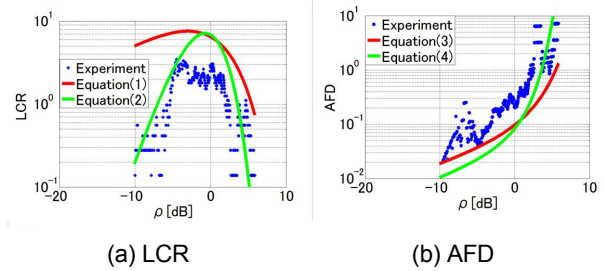 (a)
(b)
10¹
10¹
Experiment
Equation(1)
Equation(2)
Experiment
Equation(3)
Equation(4)
LCR
10⁰
AFD
10⁰
10⁻¹
10⁻¹
10⁻²
−20 −10 0 10
−20 −10 0 10
ρ [dB]
ρ [dB]
(a) LCR
(b) AFD